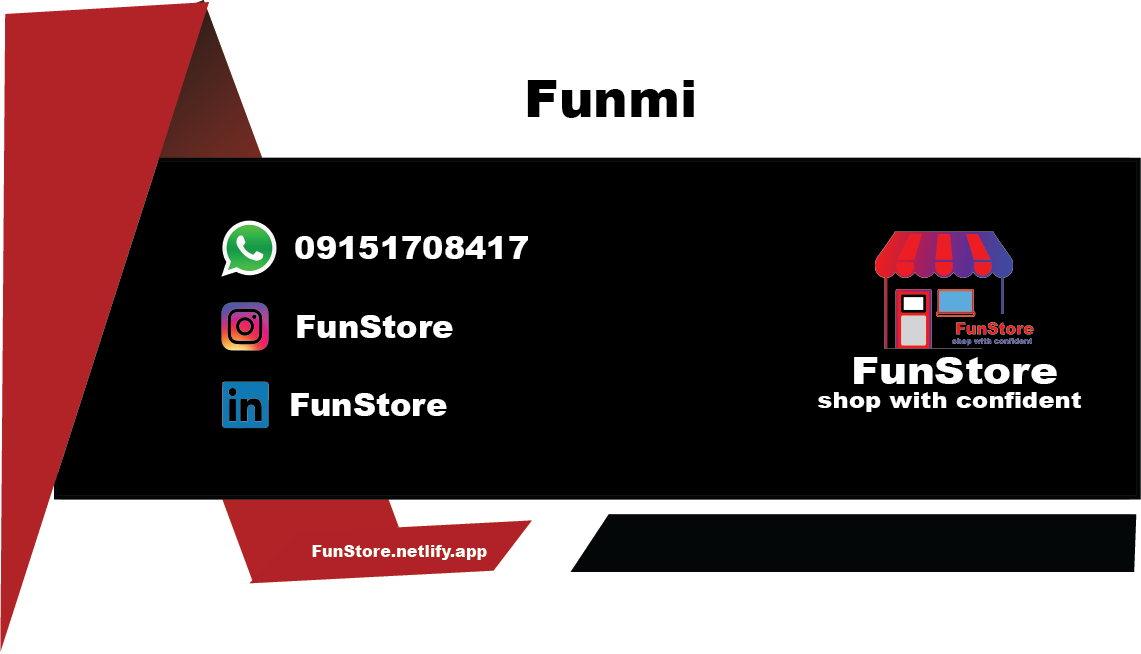 Funmi
09151708417
FunStore
FunStore
FunStore.netlify.app
FunStore
shop with confident
FunStore
shop with confident